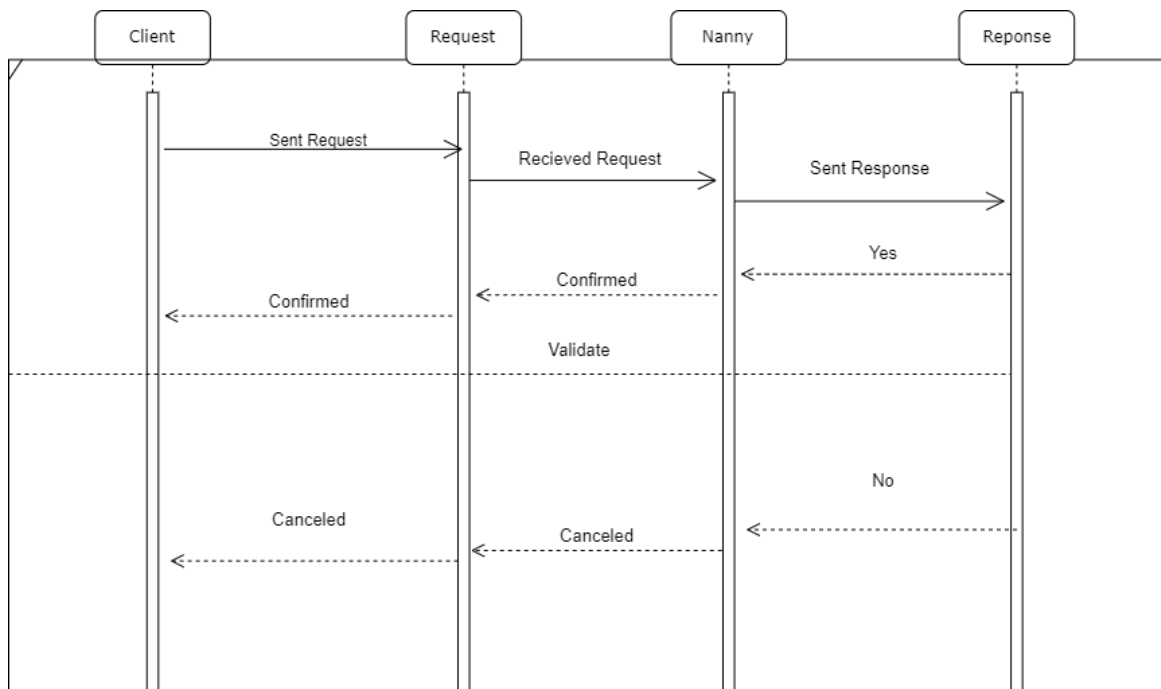 Client
Request
Nanny
Reponse
Sent Request
Recieved Request
Sent Response
Yes
Confirmed
Confirmed
Validate
No
Canceled
Canceled